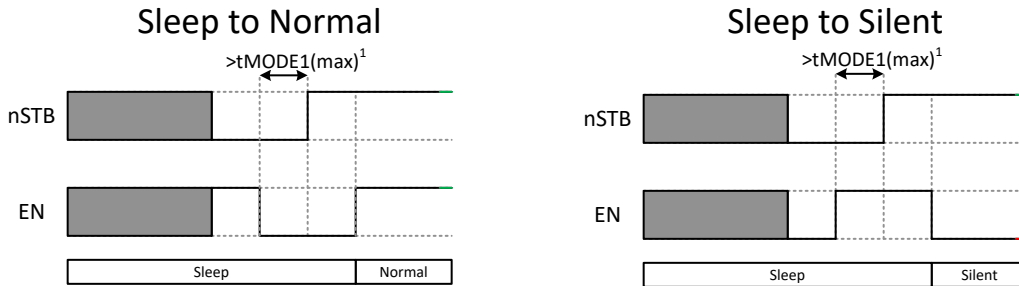 Sleep to Normal
>tMODE1(max)¹
nSTB
EN
Sleep
Normal
Sleep to Silent
>tMODE1(max)¹
nSTB
EN
Sleep
Silent